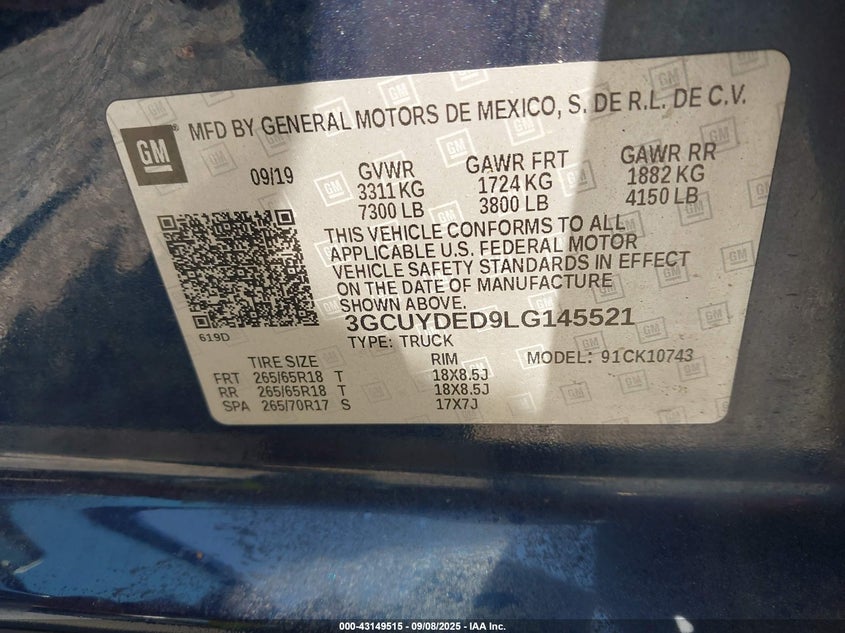 GM
MFD BY GENERAL MOTORS DE MEXICO, S. DE R.L. DE C.V.
09/19
GVWR GAWR FRT GAWR RR
3311 KG 1724 KG 1882 KG
7300 LB 3800 LB 4150 LB
THIS VEHICLE CONFORMS TO ALL
APPLICABLE U.S. FEDERAL MOTOR
VEHICLE SAFETY STANDARDS IN EFFECT
ON THE DATE OF MANUFACTURE
SHOWN ABOVE.
619D
3GCUYDED9LG145521
TYPE: TRUCK
TIRE SIZE RIM MODEL: 91CK10743
FRT 265/65R18 T 18X8.5J
RR 265/65R18 T 18X8.5J
SPA 265/70R17 S 17X7J
000-43149515 - 09/08/2025 - IAA Inc.